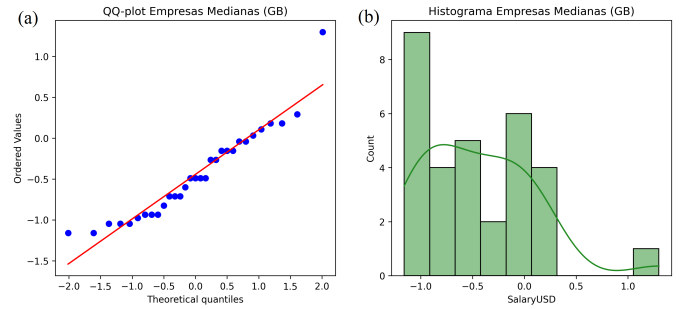 (a)
QQ-plot Empresas Medianas (GB)
Ordered Values
1.0
0.5
0.0
−0.5
−1.0
−1.5
−2.0 −1.5 −1.0 −0.5 0.0 0.5 1.0 1.5 2.0
Theoretical quantiles
(b)
Histograma Empresas Medianas (GB)
Count
8
6
4
2
0
−1.0 −0.5 0.0 0.5 1.0
SalaryUSD